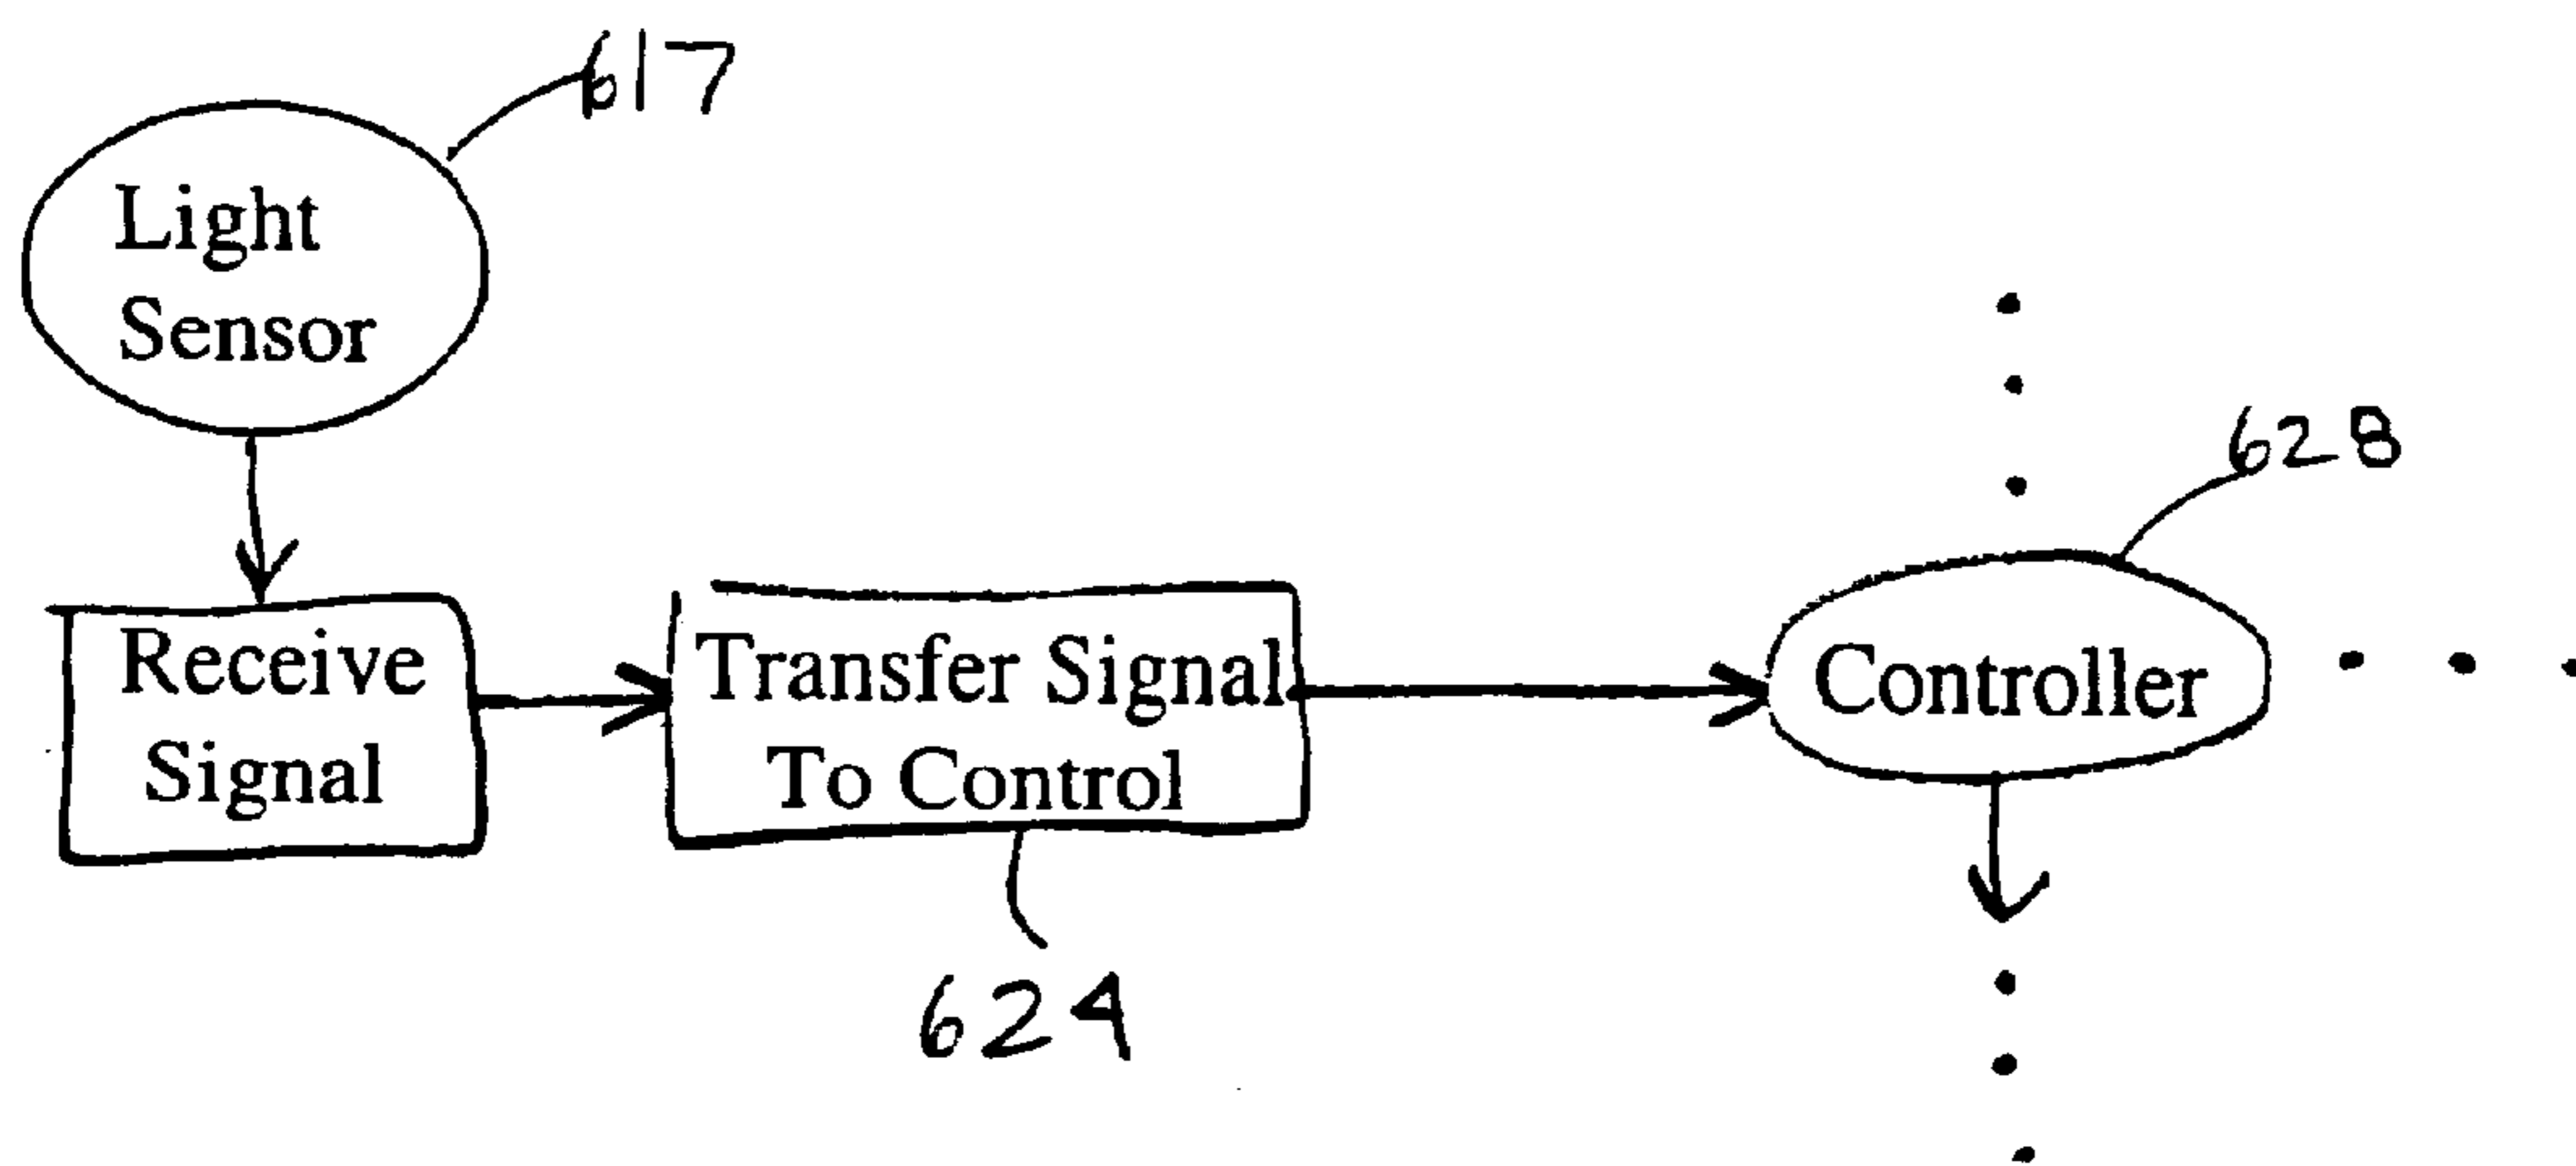 617
Light
Sensor
628
Receive
Signal
Transfer Signal
To Control
Controller
624